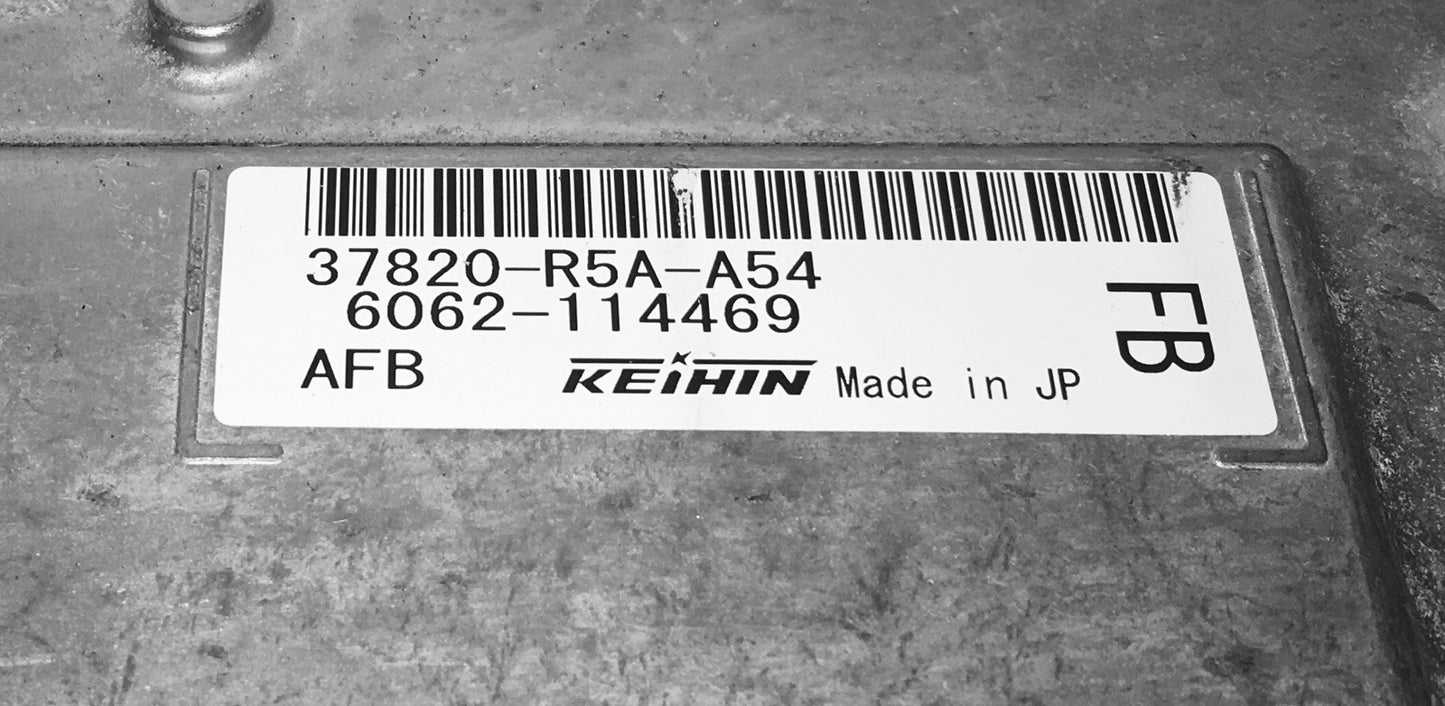 37820-R5A-A54
6062-114469
AFB KEIHIN Made in JP
FB